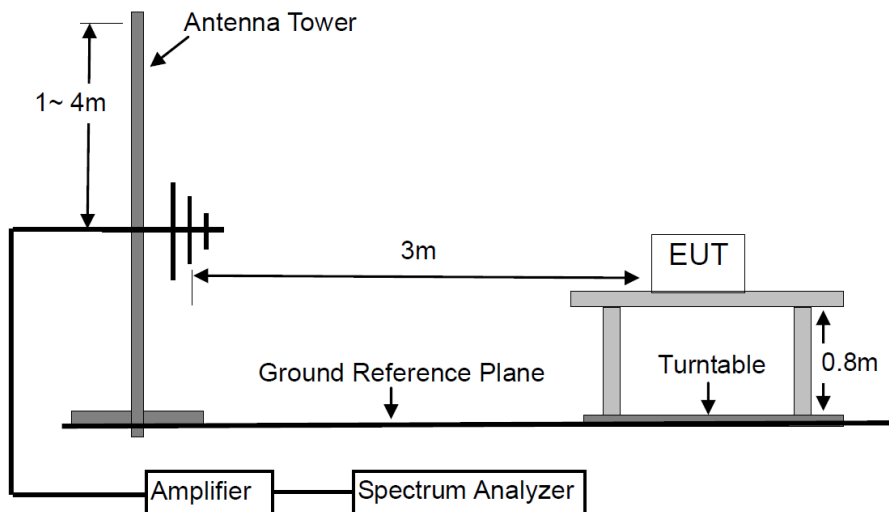 Antenna Tower
1~ 4m
3m
EUT
Ground Reference Plane
Turntable
0.8m
Amplifier
Spectrum Analyzer